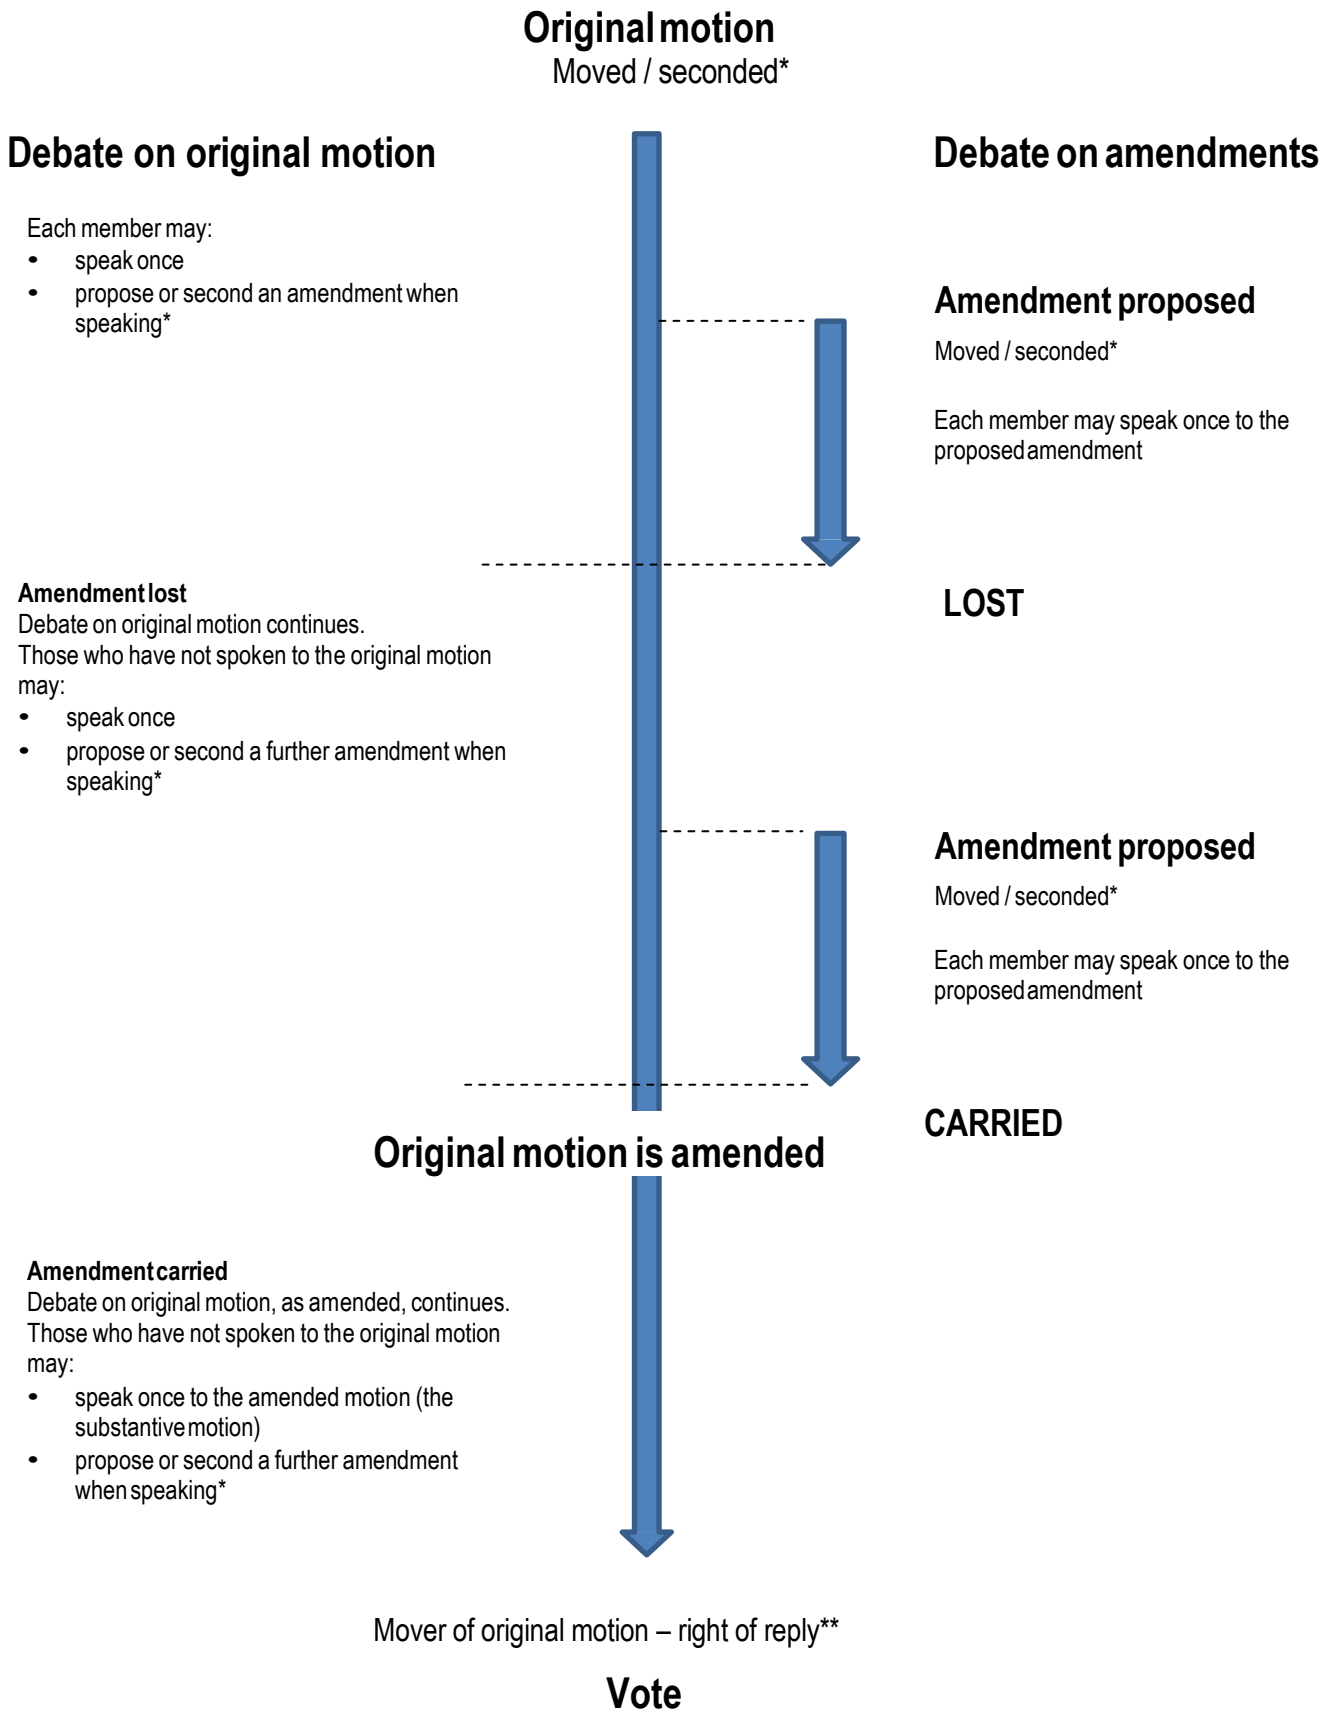 Original motion
Moved / seconded*
Debate on original motion
Debate on amendments
Each member may:
• speak once
• propose or second an amendment when
speaking*
Amendment proposed
Moved / seconded*
Each member may speak once to the
proposed amendment
Amendment lost
Debate on original motion continues.
Those who have not spoken to the original motion
may:
• speak once
• propose or second a further amendment when
speaking*
LOST
Amendment proposed
Moved / seconded*
Each member may speak once to the
proposed amendment
CARRIED
Original motion is amended
Amendment carried
Debate on original motion, as amended, continues.
Those who have not spoken to the original motion
may:
• speak once to the amended motion (the
substantive motion)
• propose or second a further amendment
when speaking*
Mover of original motion – right of reply**
Vote